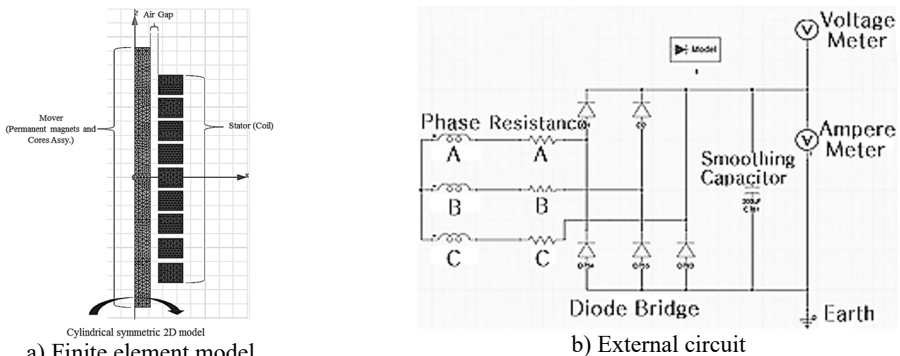 Air Gap
z
Mover
(Permanent magnets and
Cores Assy.)
Stator (Coil)
x
Cylindrical symmetric 2D model
a) Finite element model
Voltage
Meter
V
Model
Phase Resistance
A A
Ampere
Meter
V
Smoothing
Capacitor
B B
C C
Diode Bridge
Earth
b) External circuit